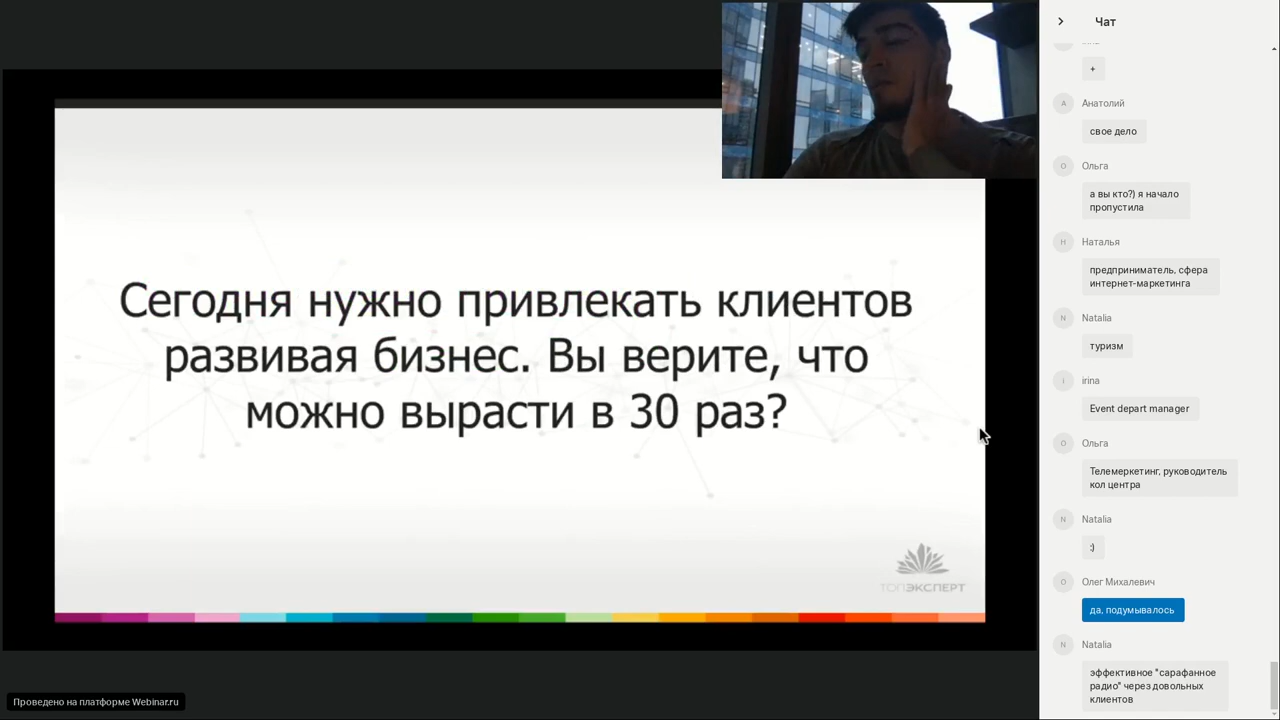 Чат
+
Анатолий
А
свое дело
Ольга
О
а вы кто?) я начало
пропустила
Наталья
Н
предприниматель, сфера
интернет-маркетинга
Natalia
N
туризм
irina
i
Event depart manager
Ольга
О
Телемеркетинг, руководитель
кол центра
Natalia
N
:)
Олег Михалевич
О
да, подумывалось
Natalia
N
эффективное "сарафанное
радио" через довольных
клиентов
Сегодня нужно привлекать клиентов
развивая бизнес. Вы верите, что
можно вырасти в 30 раз?
ТОПЭКСПЕРТ
Проведено на платформе Webinar.ru